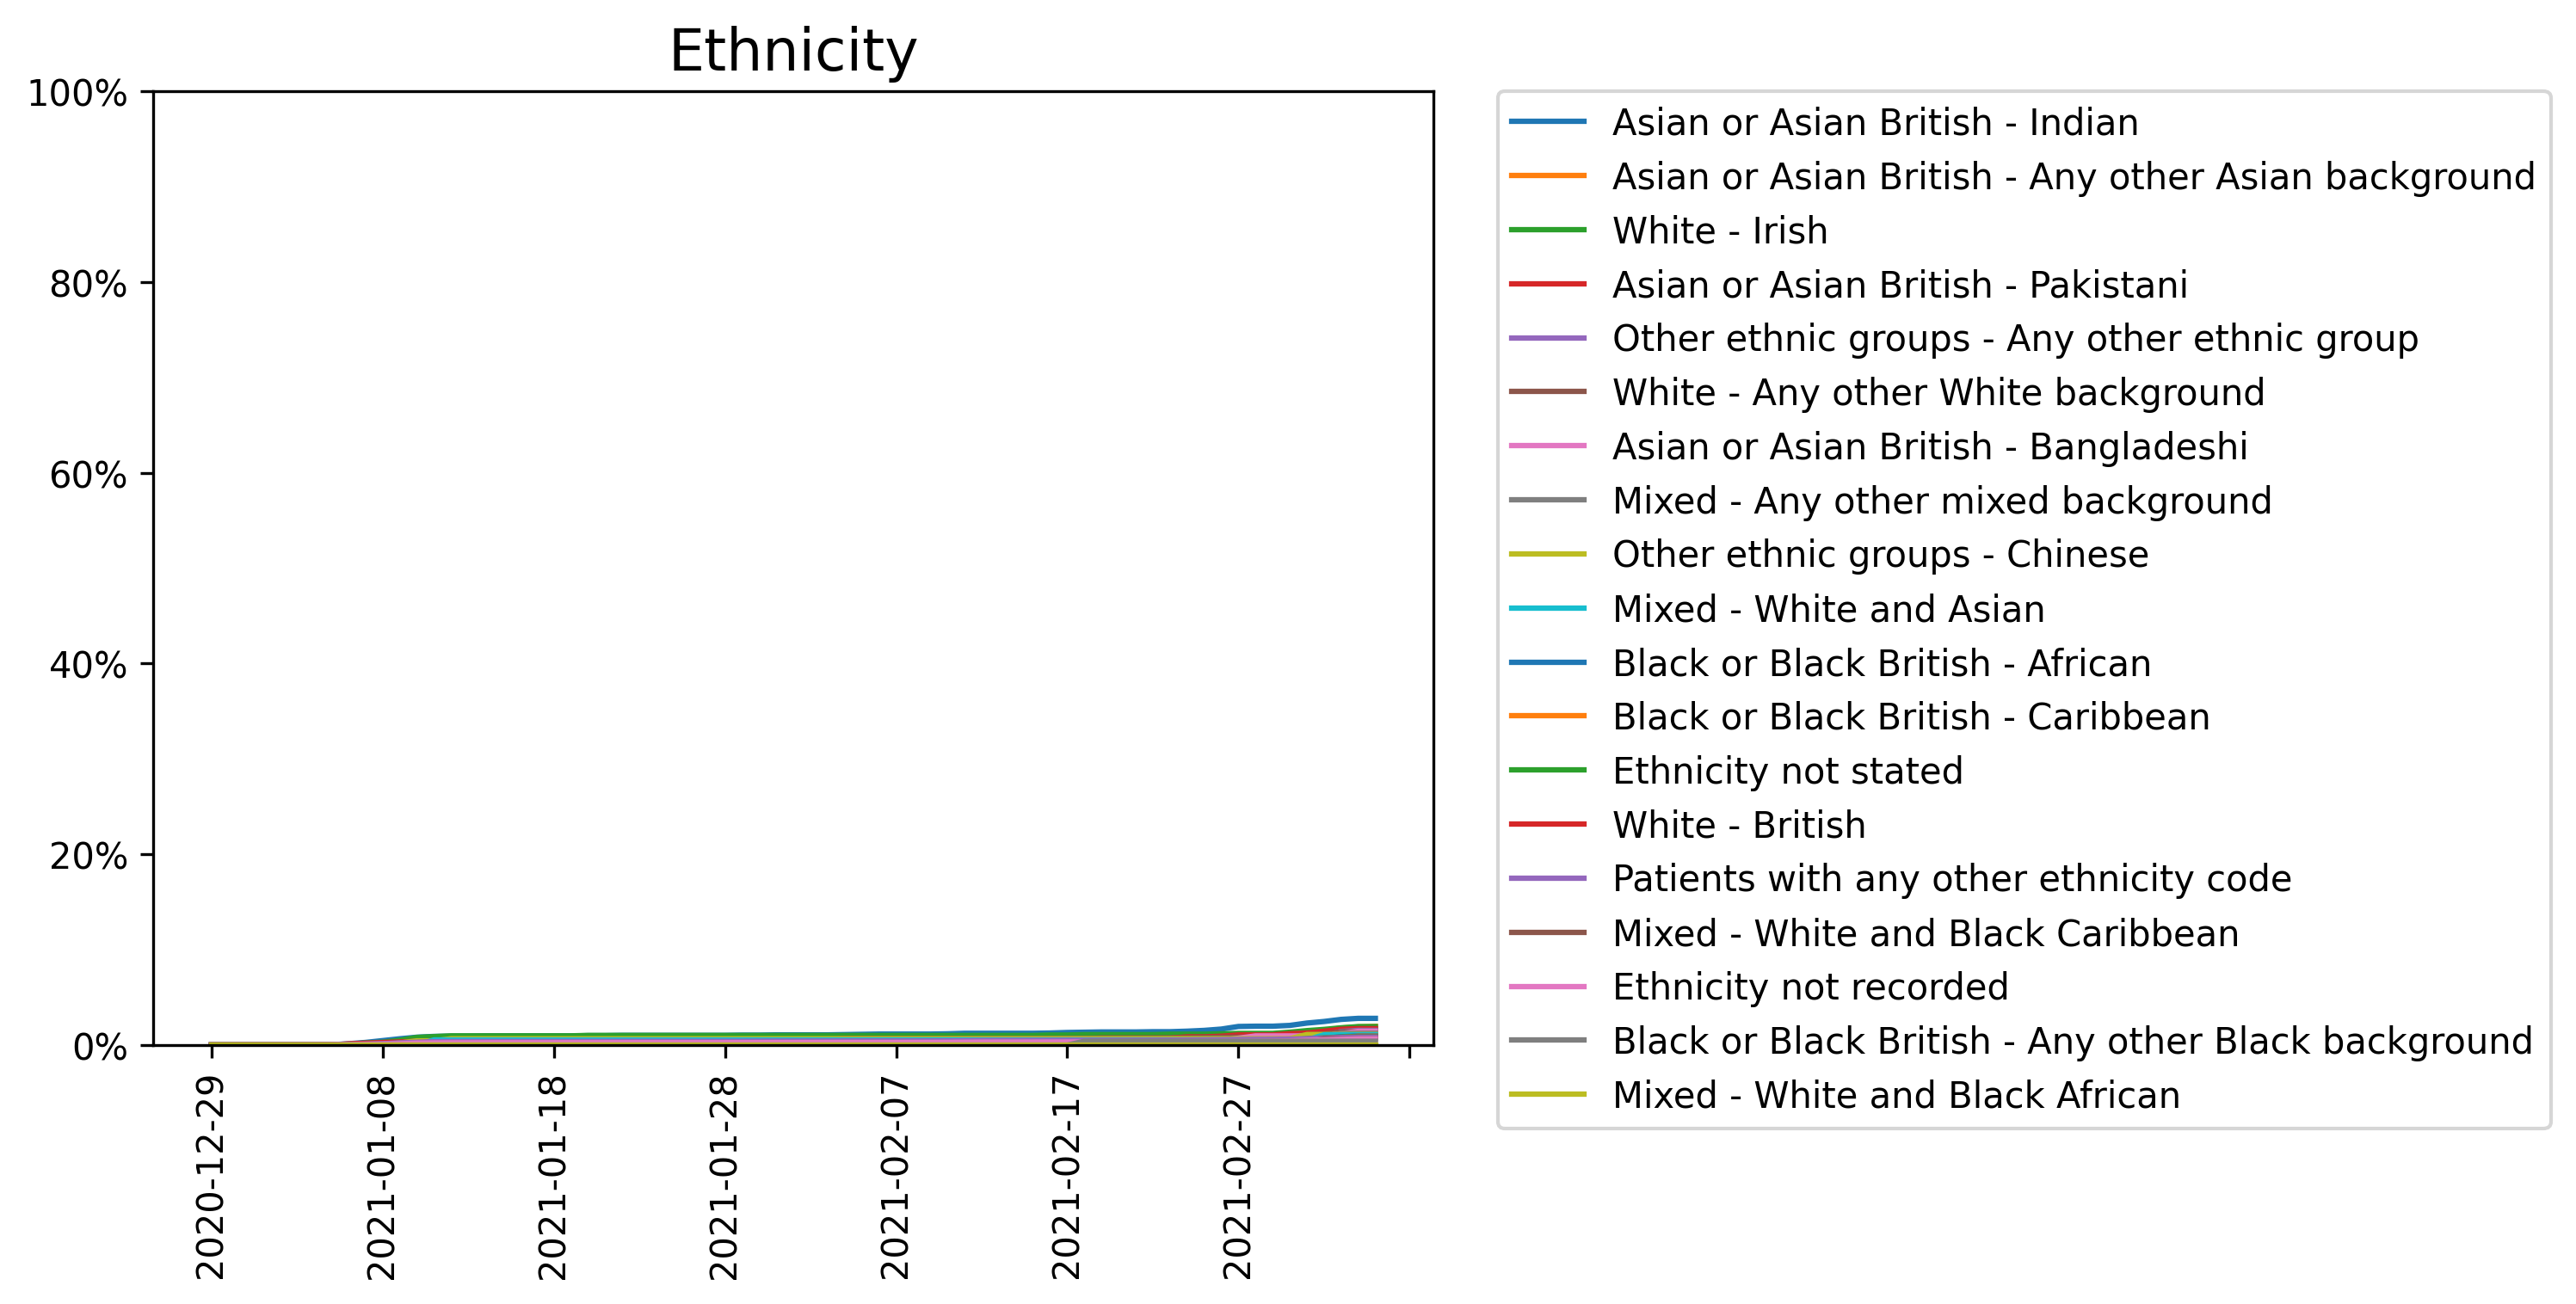 Ethnicity
100%
80%
60%
40%
20%
0%
2020-12-29
2021-01-08
2021-01-18
2021-01-28
2021-02-07
2021-02-17
2021-02-27
Asian or Asian British - Indian
Asian or Asian British - Any other Asian background
White - Irish
Asian or Asian British - Pakistani
Other ethnic groups - Any other ethnic group
White - Any other White background
Asian or Asian British - Bangladeshi
Mixed - Any other mixed background
Other ethnic groups - Chinese
Mixed - White and Asian
Black or Black British - African
Black or Black British - Caribbean
Ethnicity not stated
White - British
Patients with any other ethnicity code
Mixed - White and Black Caribbean
Ethnicity not recorded
Black or Black British - Any other Black background
Mixed - White and Black African